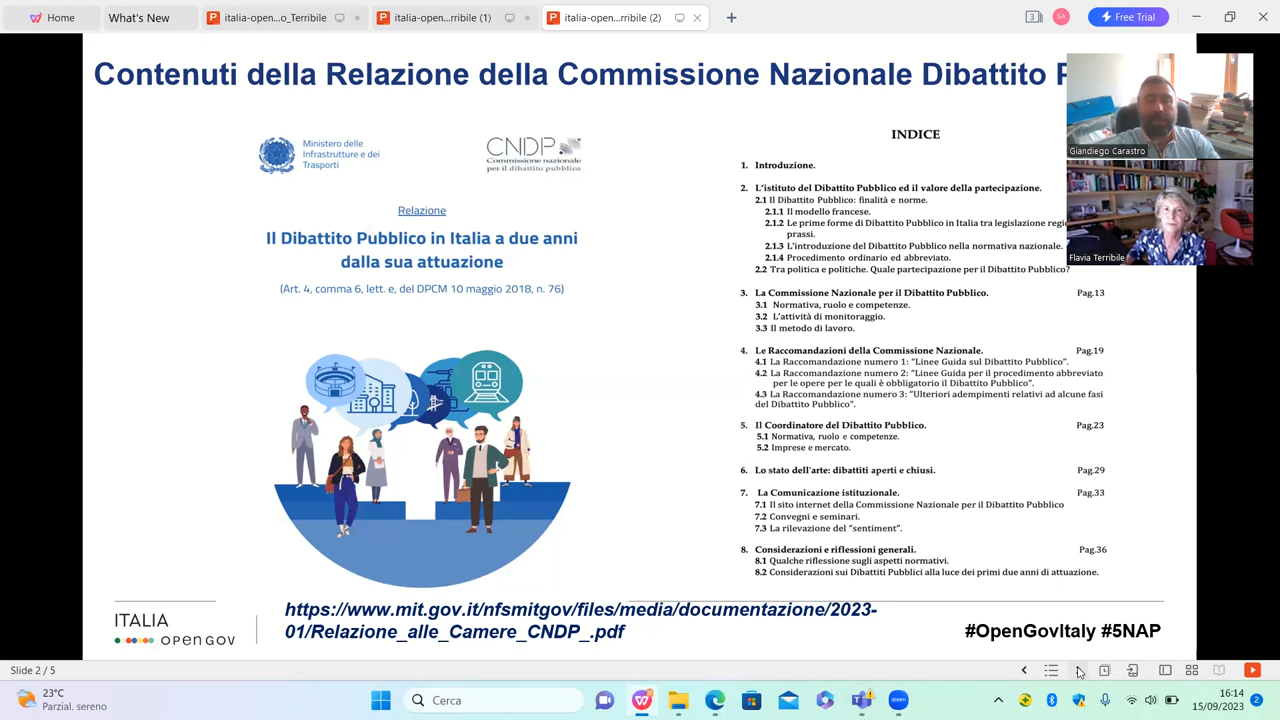 Home
What's New
italia-open...Terribile
italia-open...rribile (1)
italia-open...rribile (2)
3
SA
Free Trial
Contenuti della Relazione della Commissione Nazionale Dibattito
Giandiego Carastro
Flavia Terribile
Ministero delle
Infrastrutture e dei
Trasporti
CNDP
Commissione nazionale
per il dibattito pubblico
Relazione
Il Dibattito Pubblico in Italia a due anni
dalla sua attuazione
(Art. 4, comma 6, lett. e, del DPCM 10 maggio 2018, n. 76)
INDICE
1. Introduzione.
2. L'istituto del Dibattito Pubblico ed il valore della partecipazione.
2.1 Il Dibattito Pubblico: finalità e norme.
2.1.1 Il modello francese.
2.1.2 Le prime forme di Dibattito Pubblico in Italia tra legislazione
prassi.
2.1.3 L'introduzione del Dibattito Pubblico nella normativa nazionale.
2.1.4 Procedimento ordinario ed abbreviato.
2.2 Tra politica e politiche. Quale partecipazione per il Dibattito Pubblico?
3. La Commissione Nazionale per il Dibattito Pubblico. Pag.13
3.1 Normativa, ruolo e competenze.
3.2 L'attività di monitoraggio.
3.3 Il metodo di lavoro.
4. Le Raccomandazioni della Commissione Nazionale. Pag.19
4.1 La Raccomandazione numero 1: "Linee Guida sul Dibattito Pubblico".
4.2 La Raccomandazione numero 2: "Linee Guida per il procedimento abbreviato
per le opere per le quali è obbligatorio il Dibattito Pubblico".
4.3 La Raccomandazione numero 3: "Ulteriori adempimenti relativi ad alcune fasi
del Dibattito Pubblico".
5. Il Coordinatore del Dibattito Pubblico. Pag.23
5.1 Normativa, ruolo e competenze.
5.2 Imprese e mercato.
6. Lo stato dell'arte: dibattiti aperti e chiusi. Pag.29
7. La Comunicazione istituzionale. Pag.33
7.1 Il sito internet della Commissione Nazionale per il Dibattito Pubblico
7.2 Convegni e seminari.
7.3 La rilevazione del "sentiment".
8. Considerazioni e riflessioni generali. Pag.36
8.1 Qualche riflessione sugli aspetti normativi.
8.2 Considerazioni sui Dibattiti Pubblici alla luce dei primi due anni di attuazione.
ITALIA
OPEN GOV
https://www.mit.gov.it/nfsmitgov/files/media/documentazione/2023-
01/Relazione_alle_Camere_CNDP_.pdf
#OpenGovItaly #5NAP
Slide 2 / 5
23°C
Parzial. sereno
Cerca
zoom
16:14
15/09/2023
2